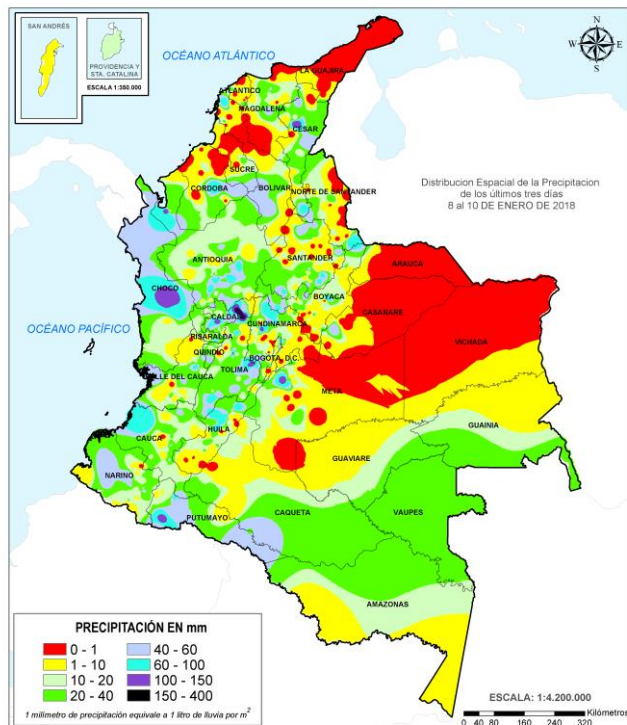 SAN ANDRÉS
PROVIDENCIA Y
STA. CATALINA
ESCALA 1:350.000
OCÉANO ATLÁNTICO
N
W E
S
LA GUAJIRA
ATLANTICO
MAGDALENA
CESAR
SUCRE
Distribucion Espacial de la Precipitacion
de los últimos tres días
8 al 10 DE ENERO DE 2018
CORDOBA
BOLIVAR
NORTE DE SANTANDER
ANTIOQUIA
SANTANDER
ARAUCA
CHOCO
BOYACA
CASANARE
OCÉANO PACÍFICO
CALDAS
CUNDINAMARCA
VICHADA
RISARALDA
QUINDIO
BOGOTA, D.C.
TOLIMA
VALLE DEL CAUCA
META
GUAINIA
CAUCA
HUILA
GUAVIARE
NARINO
PUTUMAYO
CAQUETA
VAUPES
AMAZONAS
PRECIPITACIÓN EN mm
0 - 1
1 - 10
10 - 20
20 - 40
40 - 60
60 - 100
100 - 150
150 - 400
1 milimetro de precipitación equivale a 1 litro de lluvia por m²
ESCALA: 1:4.200.000
Kilómetros
0 40 80 160 240 320